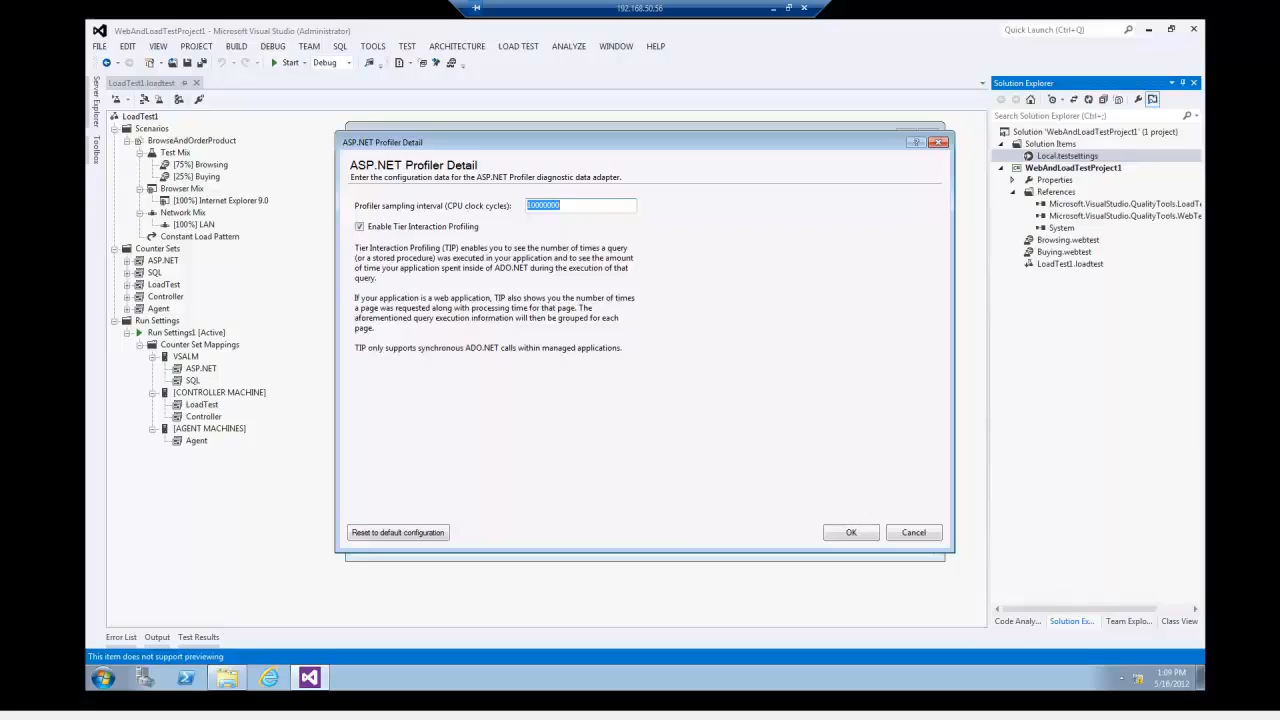 192.168.50.56
WebAndLoadTestProject1 - Microsoft Visual Studio (Administrator)
Quick Launch (Ctrl+Q)
FILE EDIT VIEW PROJECT BUILD DEBUG TEAM SQL TOOLS TEST ARCHITECTURE LOAD TEST ANALYZE WINDOW HELP
Start
Debug
Server Explorer
Toolbox
LoadTest1.loadtest
LoadTest1
Scenarios
BrowseAndOrderProduct
Test Mix
[75%] Browsing
[25%] Buying
Browser Mix
[100%] Internet Explorer 9.0
Network Mix
[100%] LAN
Constant Load Pattern
Counter Sets
ASP.NET
SQL
LoadTest
Controller
Agent
Run Settings
Run Settings1 [Active]
Counter Set Mappings
VSALM
ASP.NET
SQL
[CONTROLLER MACHINE]
LoadTest
Controller
[AGENT MACHINES]
Agent
ASP.NET Profiler Detail
ASP.NET Profiler Detail
Enter the configuration data for the ASP.NET Profiler diagnostic data adapter.
Profiler sampling interval (CPU clock cycles):
10000000
Enable Tier Interaction Profiling
Tier Interaction Profiling (TIP) enables you to see the number of times a query
(or a stored procedure) was executed in your application and to see the amount
of time your application spent inside of ADO.NET during the execution of that
query.
If your application is a web application, TIP also shows you the number of times
a page was requested along with processing time for that page. The
aforementioned query execution information will then be grouped for each
page.
TIP only supports synchronous ADO.NET calls within managed applications.
Reset to default configuration
OK
Cancel
Solution Explorer
Search Solution Explorer (Ctrl+;)
Solution 'WebAndLoadTestProject1' (1 project)
Solution Items
Local.testsettings
WebAndLoadTestProject1
Properties
References
Microsoft.VisualStudio.QualityTools.LoadTe
Microsoft.VisualStudio.QualityTools.WebTe
System
Browsing.webtest
Buying.webtest
LoadTest1.loadtest
Code Analy... Solution Ex... Team Explo... Class View
Error List Output Test Results
This item does not support previewing
1:09 PM
5/16/2012